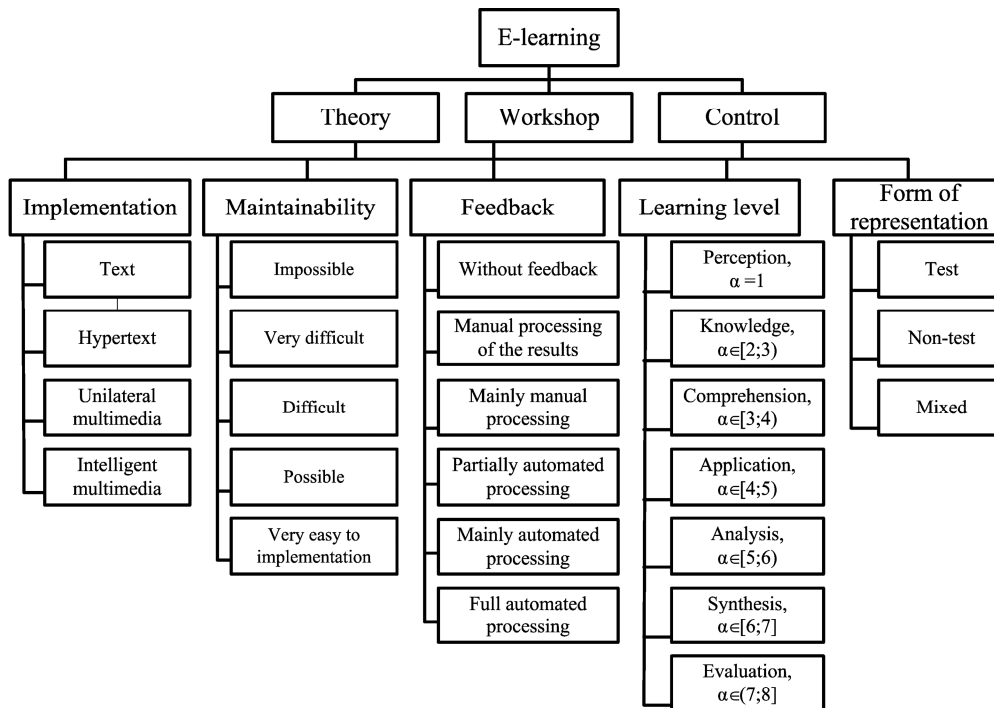 E-learning
Theory
Workshop
Control
Implementation
Text
Hypertext
Unilateral
multimedia
Intelligent
multimedia
Maintainability
Impossible
Very difficult
Difficult
Possible
Very easy to
implementation
Feedback
Without feedback
Manual processing
of the results
Mainly manual
processing
Partially automated
processing
Mainly automated
processing
Full automated
processing
Learning level
Perception,
α =1
Knowledge,
α∈[2;3)
Comprehension,
α∈[3;4)
Application,
α∈[4;5)
Analysis,
α∈[5;6)
Synthesis,
α∈[6;7]
Evaluation,
α∈(7;8]
Form of
representation
Test
Non-test
Mixed